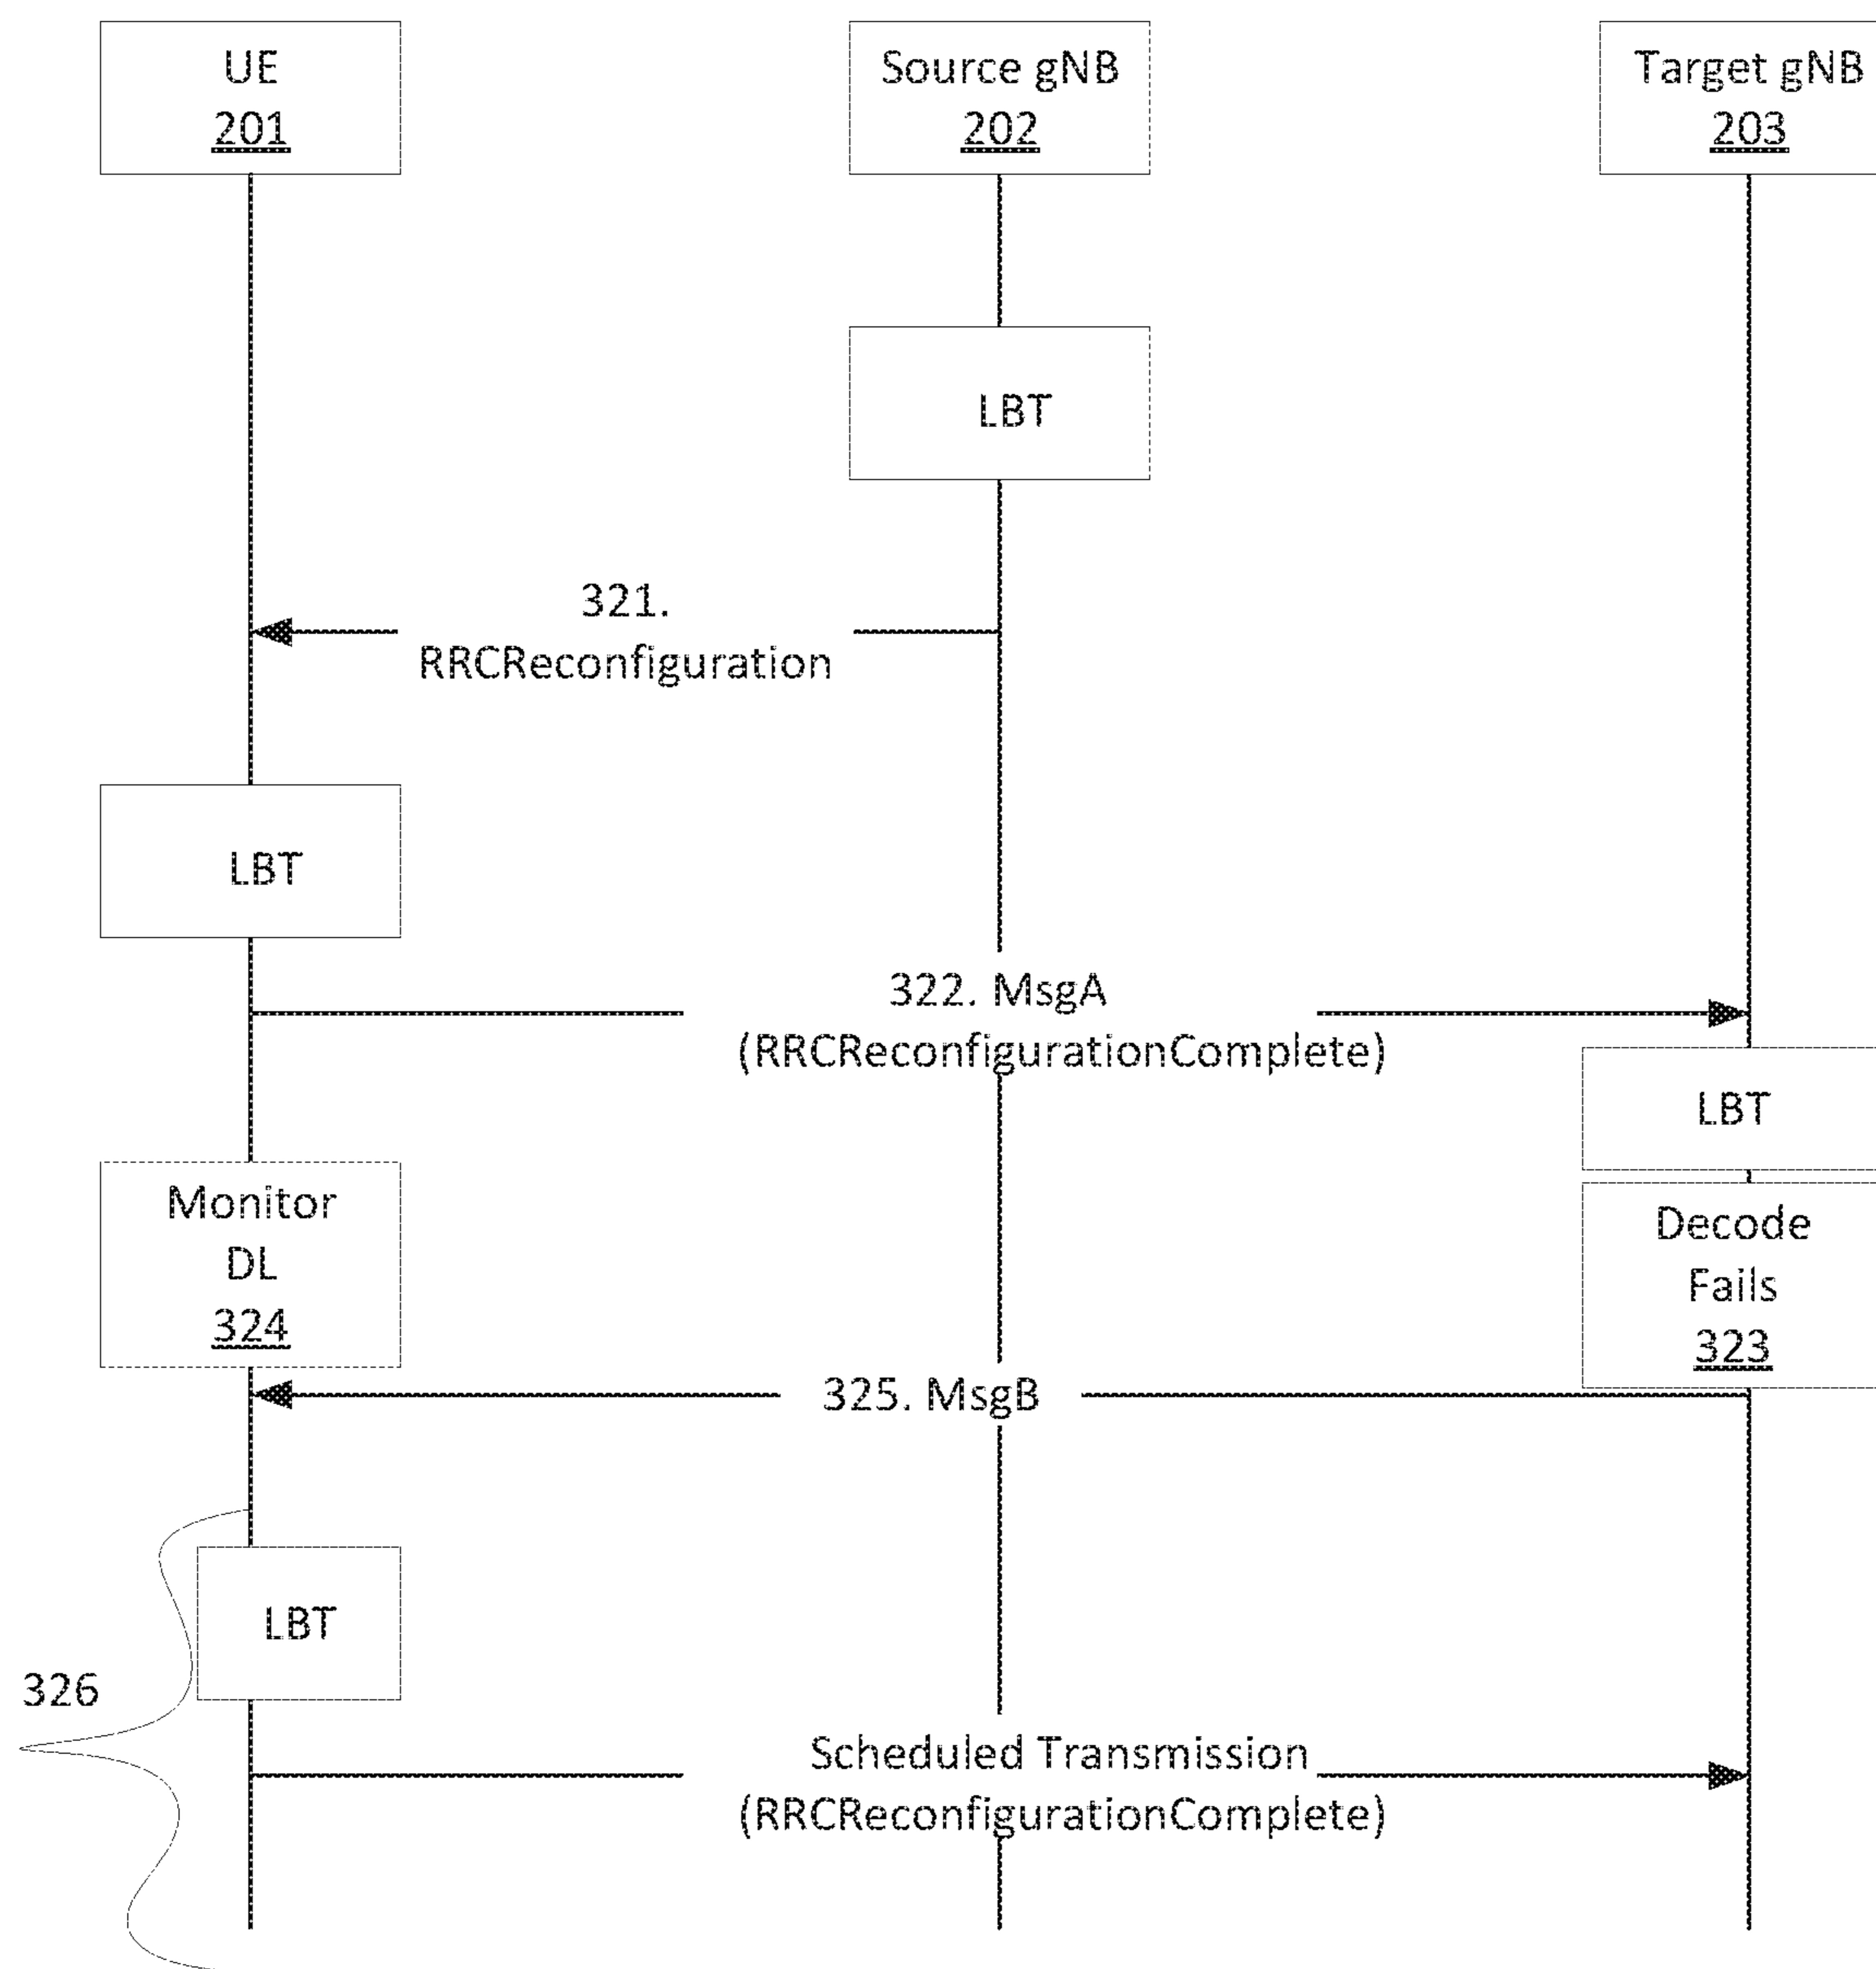 UE
201
Source gNB
202
Target gNB
203
LBT
321.
RRCReconfiguration
LBT
322. MsgA
(RRCReconfigurationComplete)
LBT
Monitor
DL
324
Decode
Fails
323
325. MsgB
LBT
326
Scheduled Transmission
(RRCReconfigurationComplete)